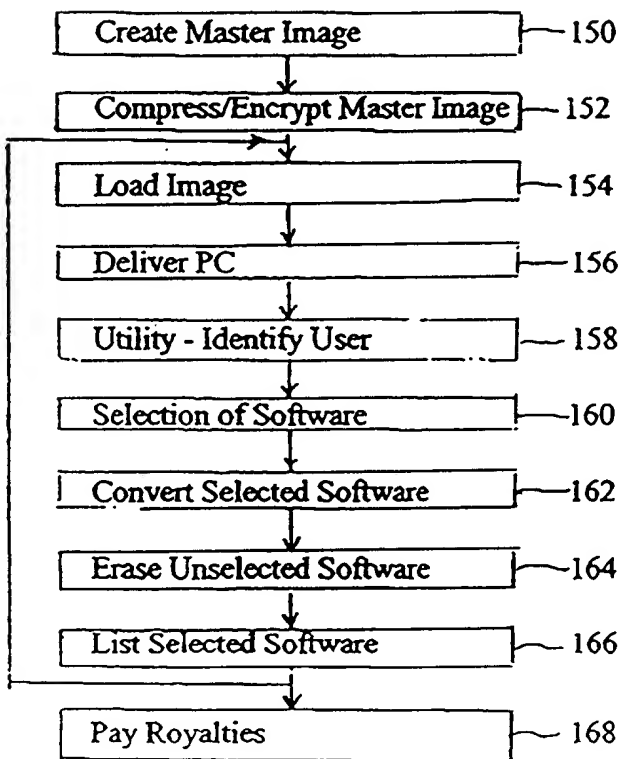 Create Master Image 150
Compress/Encrypt Master Image 152
Load Image 154
Deliver PC 156
Utility - Identify User 158
Selection of Software 160
Convert Selected Software 162
Erase Unselected Software 164
List Selected Software 166
Pay Royalties 168